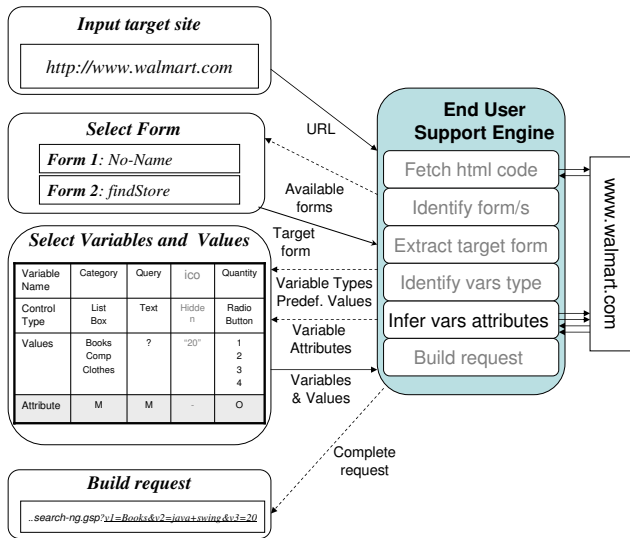 Input target site
http://www.walmart.com
Select Form
Form 1: No-Name
Form 2: findStore
Select Variables and Values
Variable Name Category Query ico Quantity
Control Type List Box Text Hidde n Radio Button
Values Books Comp Clothes ? "20" 1 2 3 4
Attribute M M - O
Build request
..search-ng.gsp?v1=Books&v2=java+swing&v3=20
URL
Available
forms
Target
form
Variable Types
Predef. Values
Variable
Attributes
Variables
& Values
Complete
request
End User
Support Engine
Fetch html code
Identify form/s
Extract target form
Identify vars type
Infer vars attributes
Build request
www.walmart.com